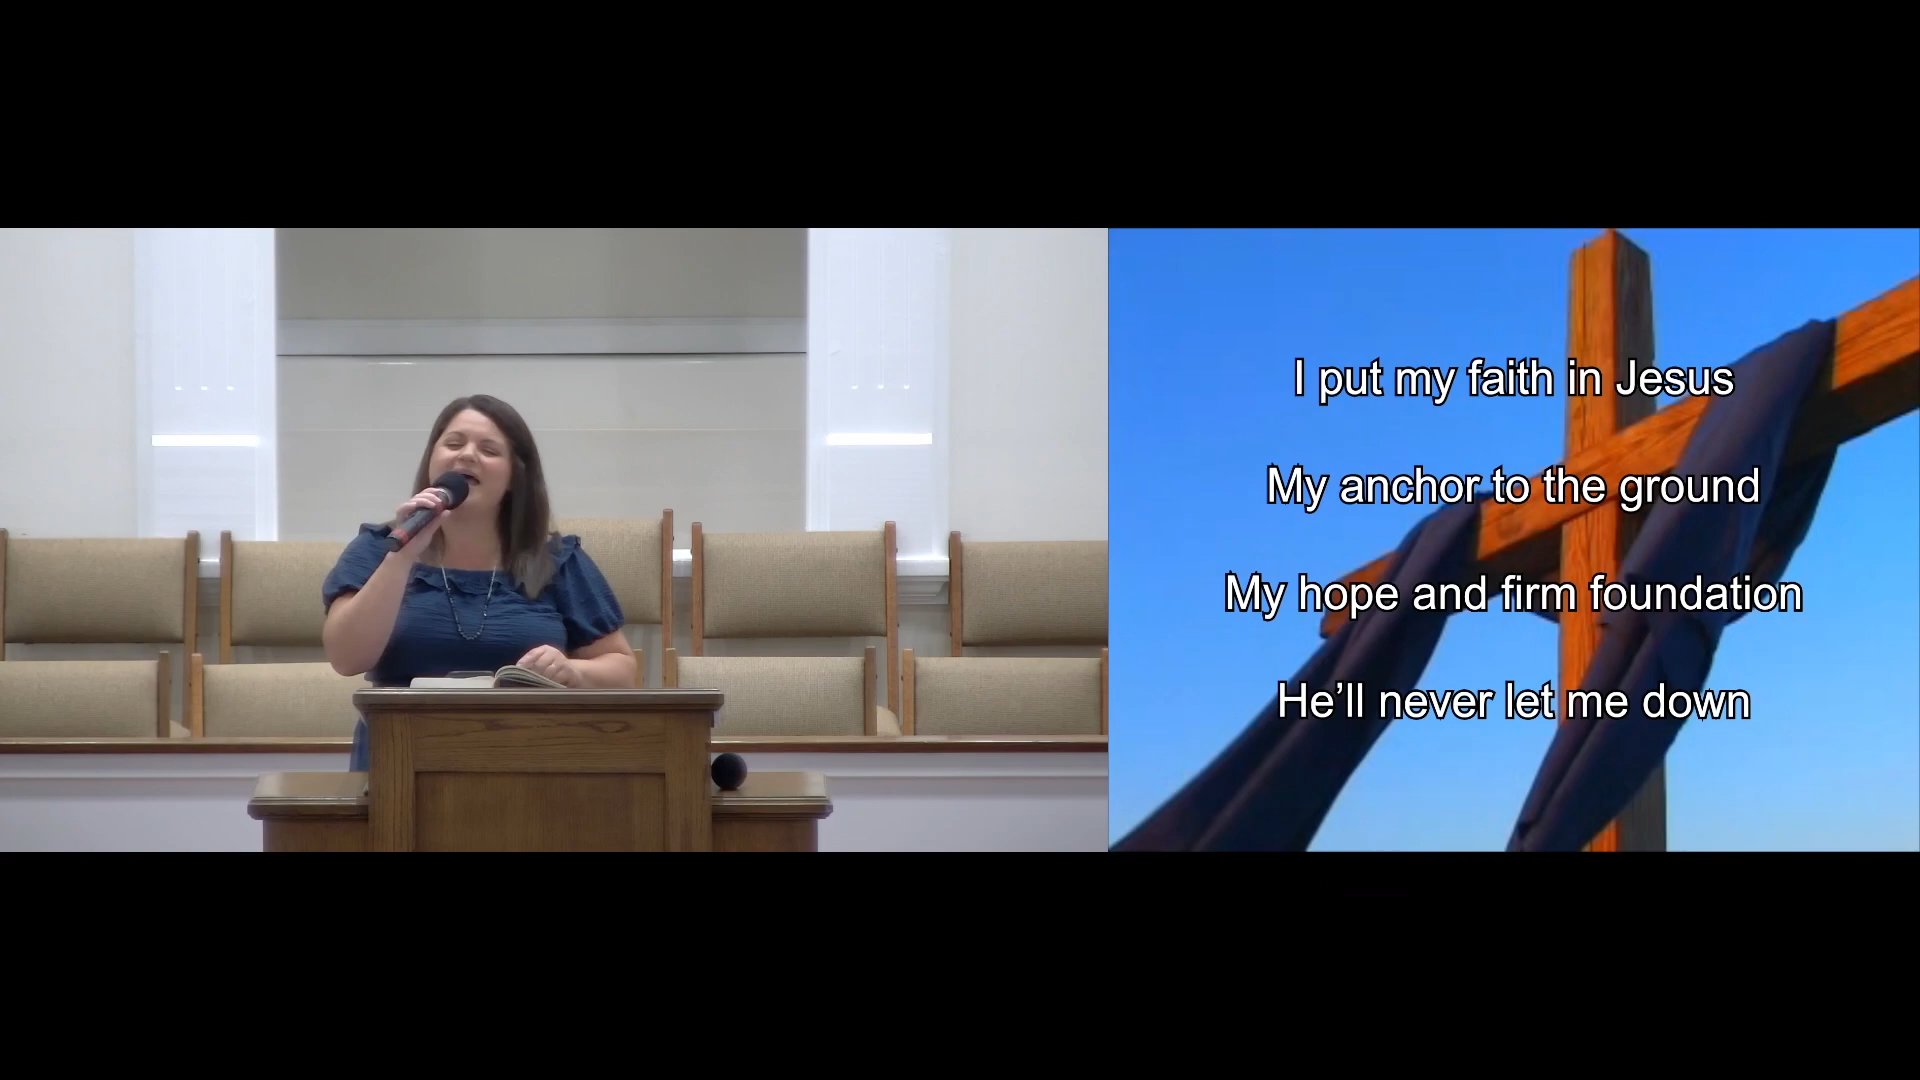 I put my faith in Jesus
My anchor to the ground
My hope and firm foundation
He’ll never let me down